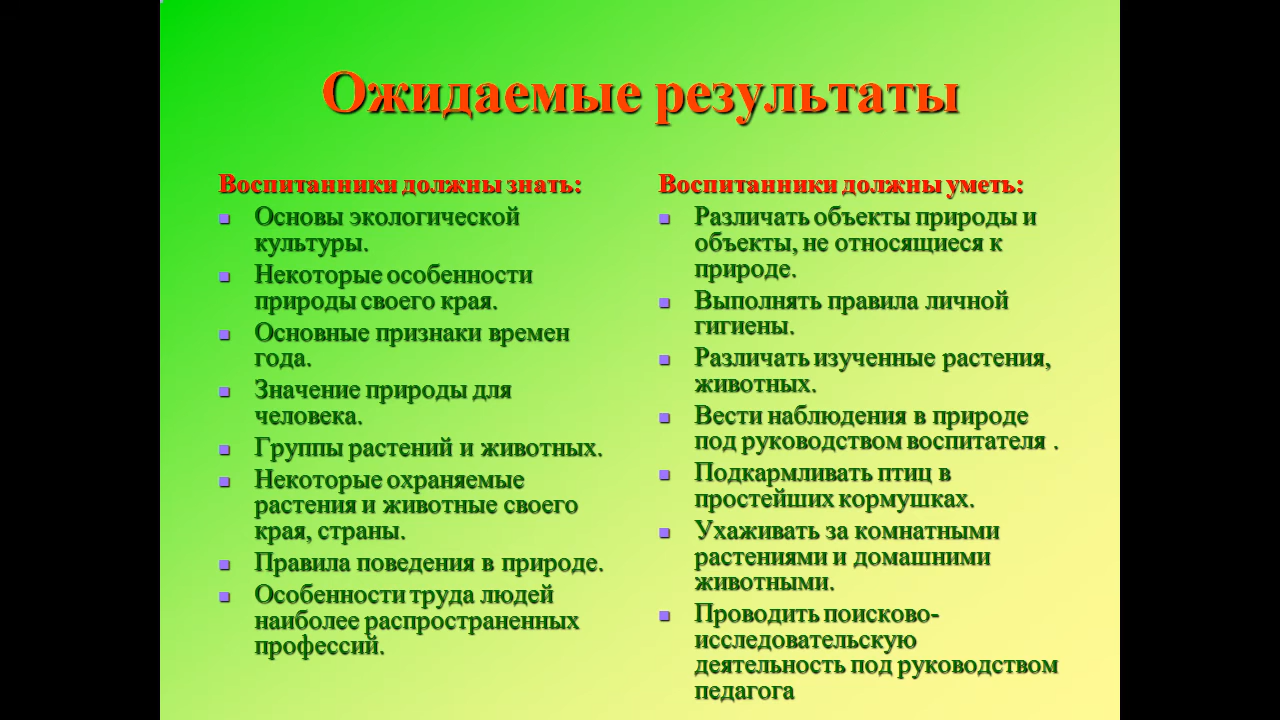 Ожидаемые результаты
Воспитанники должны знать:
Основы экологической
культуры.
Некоторые особенности
природы своего края.
Основные признаки времен
года.
Значение природы для
человека.
Группы растений и животных.
Некоторые охраняемые
растения и животные своего
края, страны.
Правила поведения в природе.
Особенности труда людей
наиболее распространенных
профессий.
Воспитанники должны уметь:
Различать объекты природы и
объекты, не относящиеся к
природе.
Выполнять правила личной
гигиены.
Различать изученные растения,
животных.
Вести наблюдения в природе
под руководством воспитателя .
Подкармливать птиц в
простейших кормушках.
Ухаживать за комнатными
растениями и домашними
животными.
Проводить поисково-
исследовательскую
деятельность под руководством
педагога